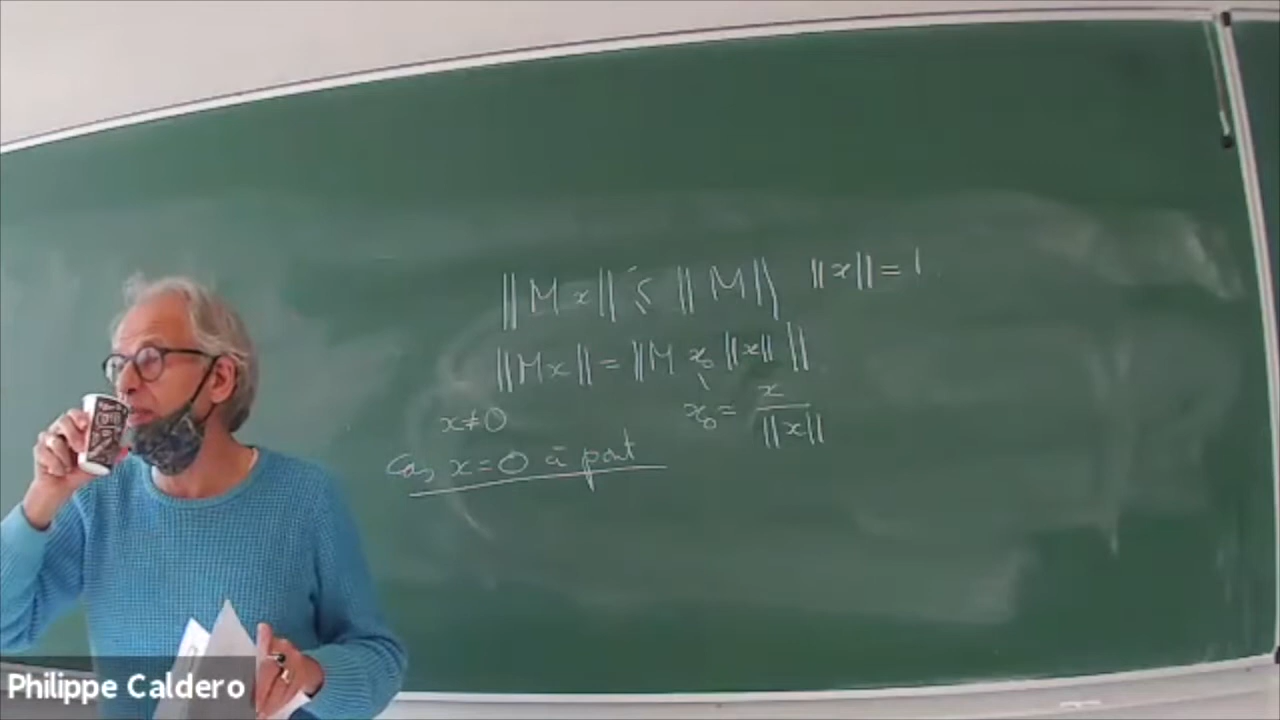 ||Mx|| ≤ ||M|| ||x|| = 1
||Mx|| = ||M x₀ ||x|| ||
x≠0 x₀ = x / ||x||
Cas x=0 à part
Philippe Caldero